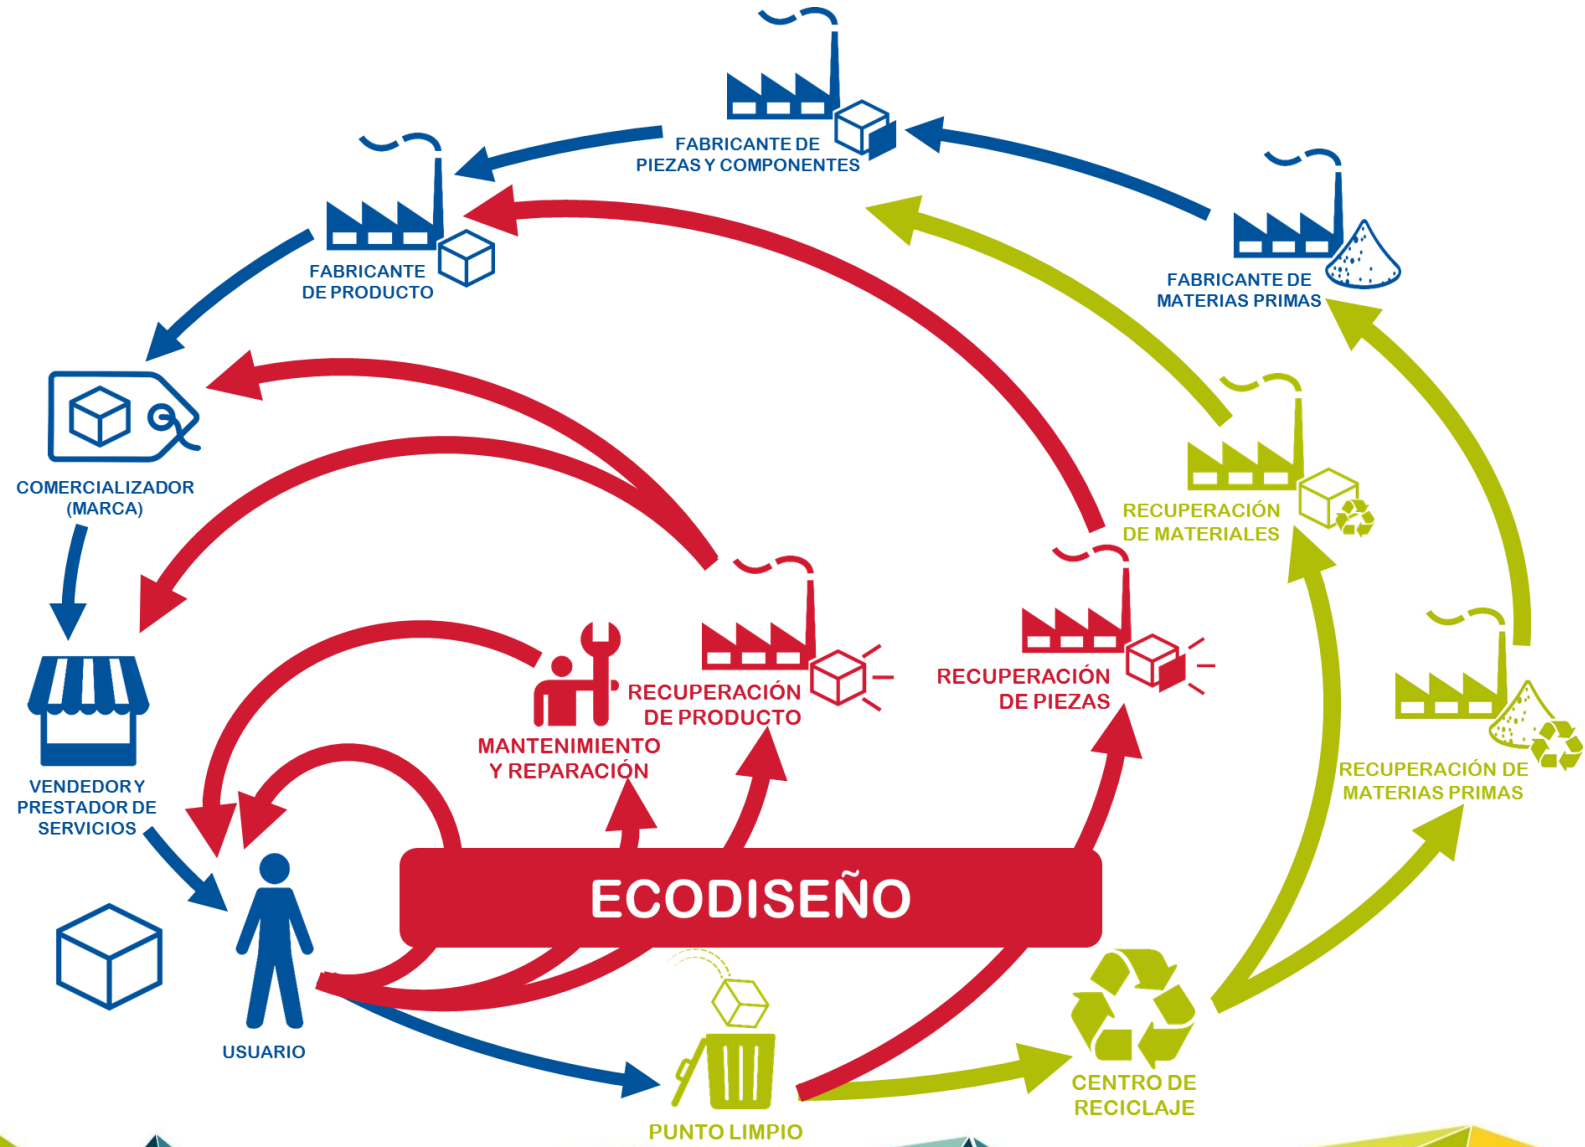 FABRICANTE DE
PIEZAS Y COMPONENTES
FABRICANTE
DE PRODUCTO
FABRICANTE DE
MATERIAS PRIMAS
COMERCIALIZADOR
(MARCA)
RECUPERACIÓN
DE MATERIALES
RECUPERACIÓN
DE PRODUCTO
RECUPERACIÓN
DE PIEZAS
MANTENIMIENTO
Y REPARACIÓN
RECUPERACIÓN DE
MATERIAS PRIMAS
VENDEDOR Y
PRESTADOR DE
SERVICIOS
ECODISEÑO
USUARIO
CENTRO DE
RECICLAJE
PUNTO LIMPIO